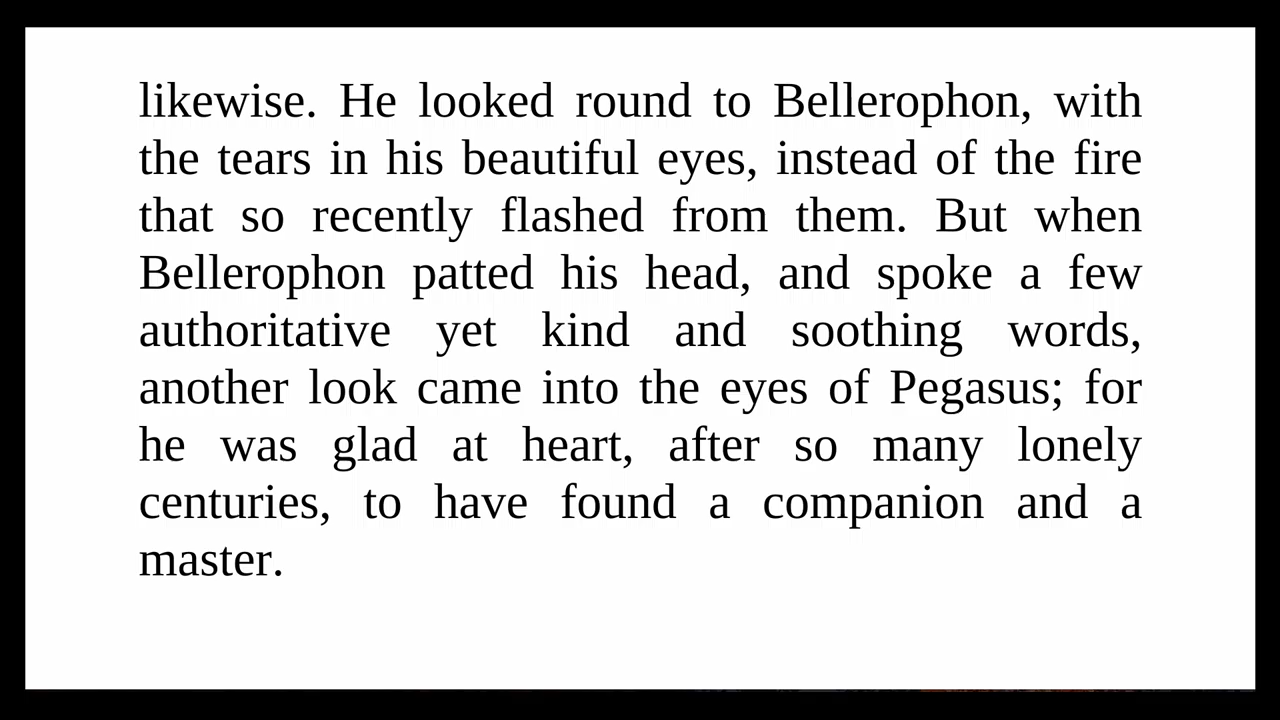 likewise. He looked round to Bellerophon, with
the tears in his beautiful eyes, instead of the fire
that so recently flashed from them. But when
Bellerophon patted his head, and spoke a few
authoritative yet kind and soothing words,
another look came into the eyes of Pegasus; for
he was glad at heart, after so many lonely
centuries, to have found a companion and a
master.